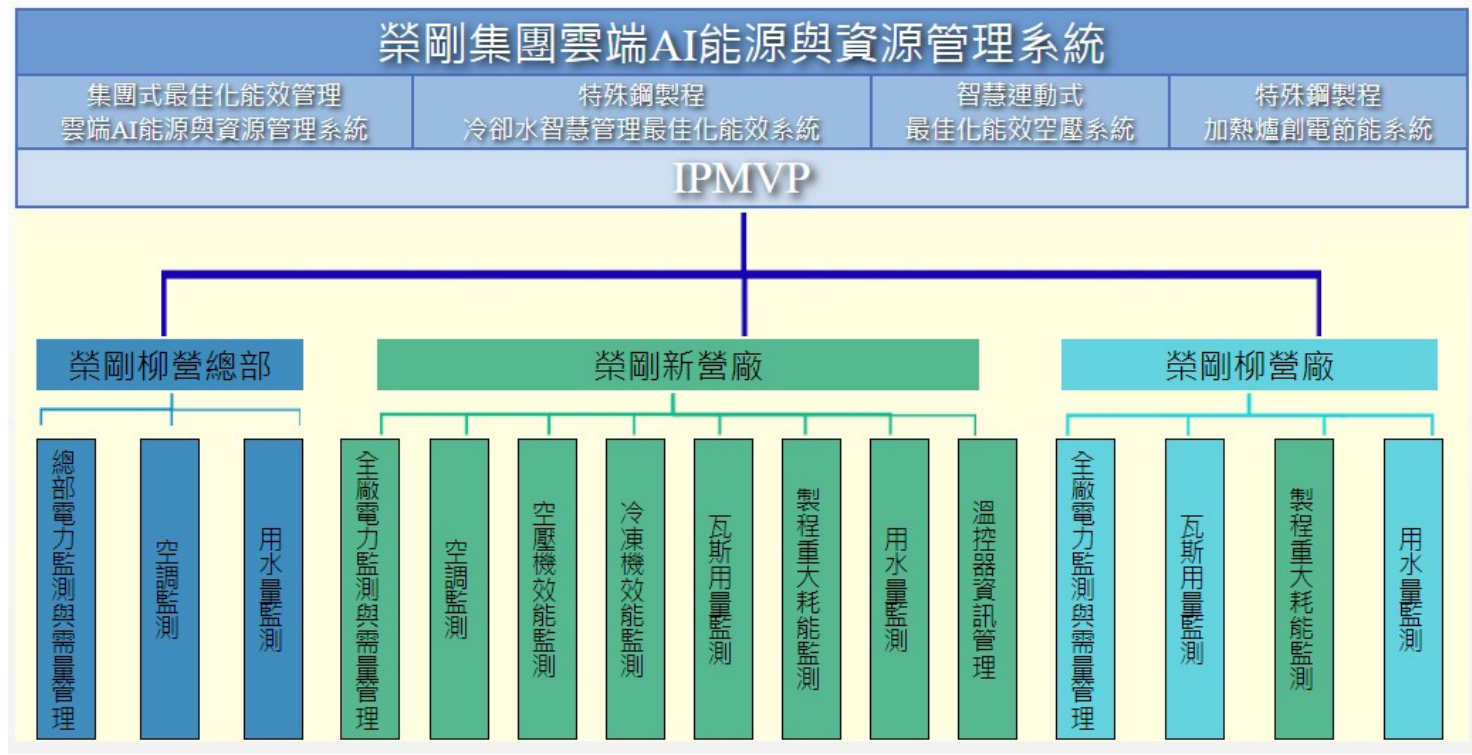 榮剛集團雲端AI能源與資源管理系統
集團式最佳化能效管理
雲端AI能源與資源管理系統
特殊鋼製程
冷卻水智慧管理最佳化能效系統
智慧連動式
最佳化能效空壓系統
特殊鋼製程
加熱爐創電節能系統
IPMVP
榮剛柳營總部
榮剛新營廠
榮剛柳營廠
總部電力監測與需量管理
空調監測
用水量監測
全廠電力監測與需量管理
空調監測
空壓機效能監測
冷凍機效能監測
瓦斯用量監測
製程重大耗能監測
用水量監測
溫控器資訊管理
全廠電力監測與需量管理
瓦斯用量監測
製程重大耗能監測
用水量監測